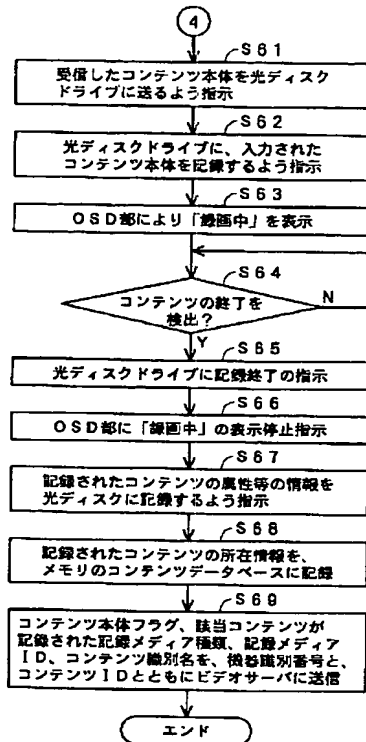 4
S61
受信したコンテンツ本体を光ディスク
ドライブに送るよう指示
S62
光ディスクドライブに、入力された
コンテンツ本体を記録するよう指示
S63
OSD部により「録画中」を表示
S64
コンテンツの終了を
検出?
N
Y
S65
光ディスクドライブに記録終了の指示
S66
OSD部に「録画中」の表示停止指示
S67
記録されたコンテンツの属性等の情報を
光ディスクに記録するよう指示
S68
記録されたコンテンツの所在情報を、
メモリのコンテンツデータベースに記録
S69
コンテンツ本体フラグ、該当コンテンツが
記録された記録メディア種類、記録メディア
ID、コンテンツ識別名を、機器識別番号と、
コンテンツIDとともにビデオサーバに送信
エンド